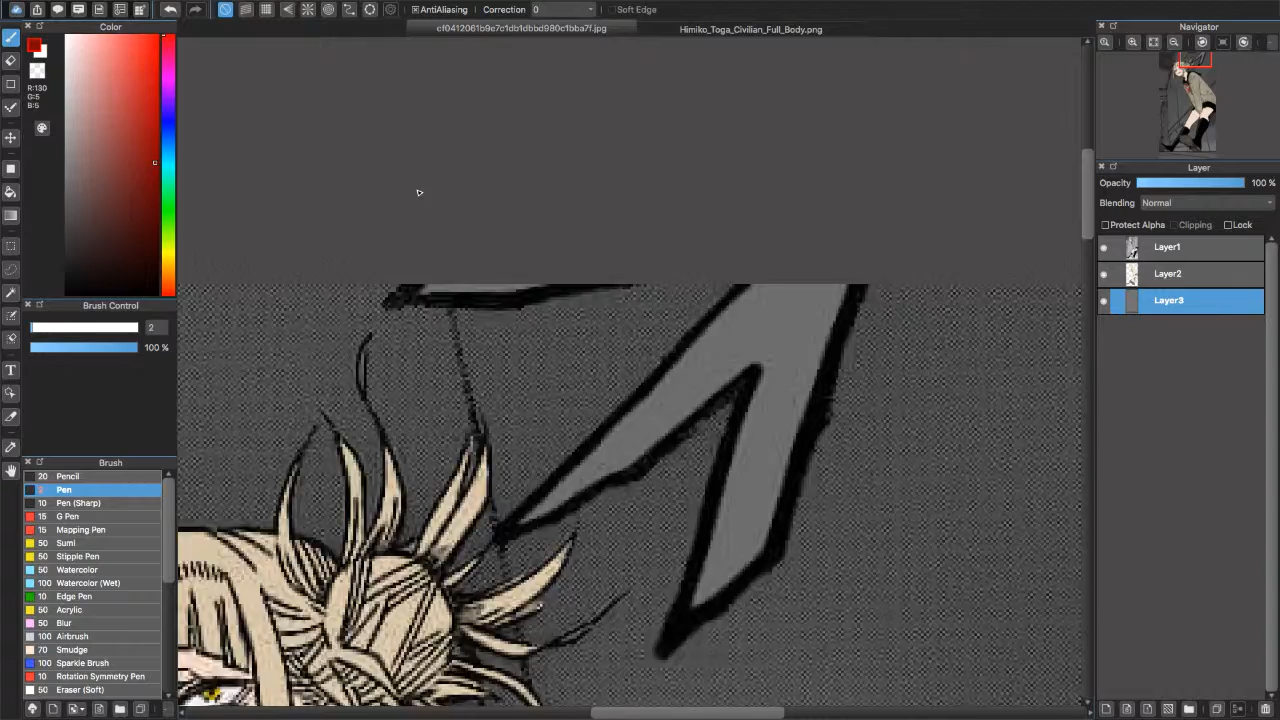 AntiAliasing Correction 0 Soft Edge
Color
cf0412061b9e7c1db1dbbd980c1bba7f.jpg
Himiko_Toga_Civilian_Full_Body.png
Navigator
R:130
G:5
B:5
Layer
Opacity 100 %
Blending Normal
Protect Alpha Clipping Lock
Layer1
Layer2
Layer3
Brush Control
2
100 %
Brush
20 Pencil
2 Pen
10 Pen (Sharp)
15 G Pen
15 Mapping Pen
50 Sumi
50 Stipple Pen
50 Watercolor
100 Watercolor (Wet)
10 Edge Pen
50 Acrylic
50 Blur
100 Airbrush
70 Smudge
100 Sparkle Brush
10 Rotation Symmetry Pen
50 Eraser (Soft)
T